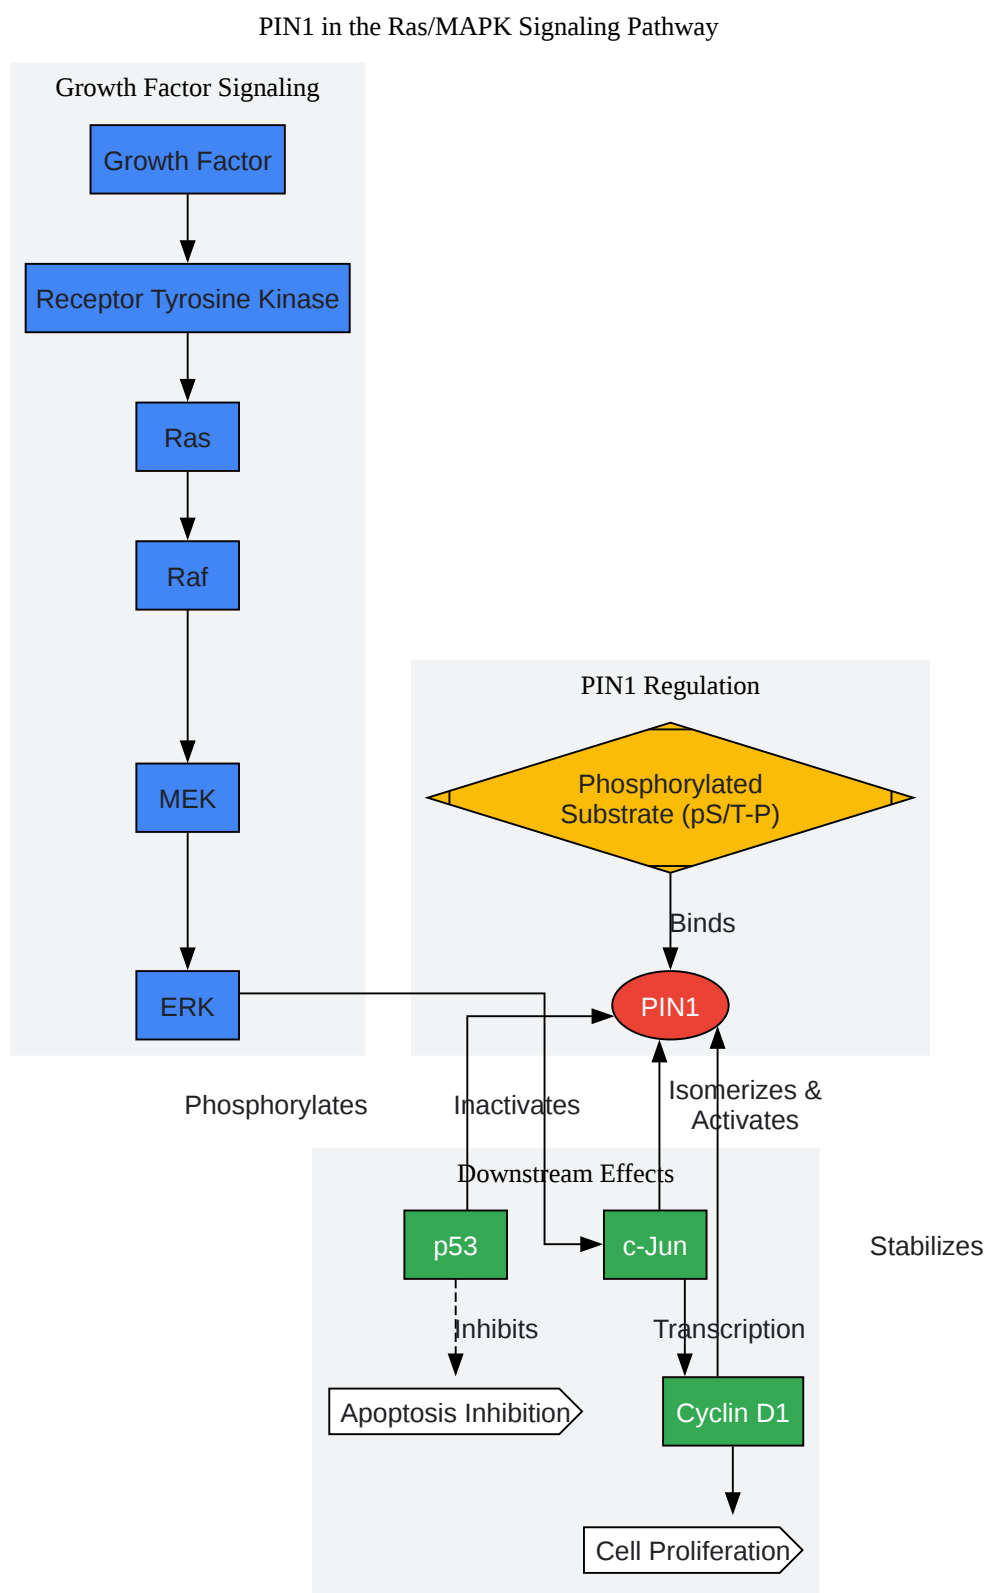 PIN1 in the Ras/MAPK Signaling Pathway
Growth Factor Signaling
Growth Factor
Receptor Tyrosine Kinase
Ras
Raf
MEK
ERK
PIN1 Regulation
Phosphorylated
Substrate (pS/T-P)
Binds
PIN1
Phosphorylates
Inactivates
Isomerizes &
Activates
Downstream Effects
p53
c-Jun
Stabilizes
Inhibits
Transcription
Apoptosis Inhibition
Cyclin D1
Cell Proliferation